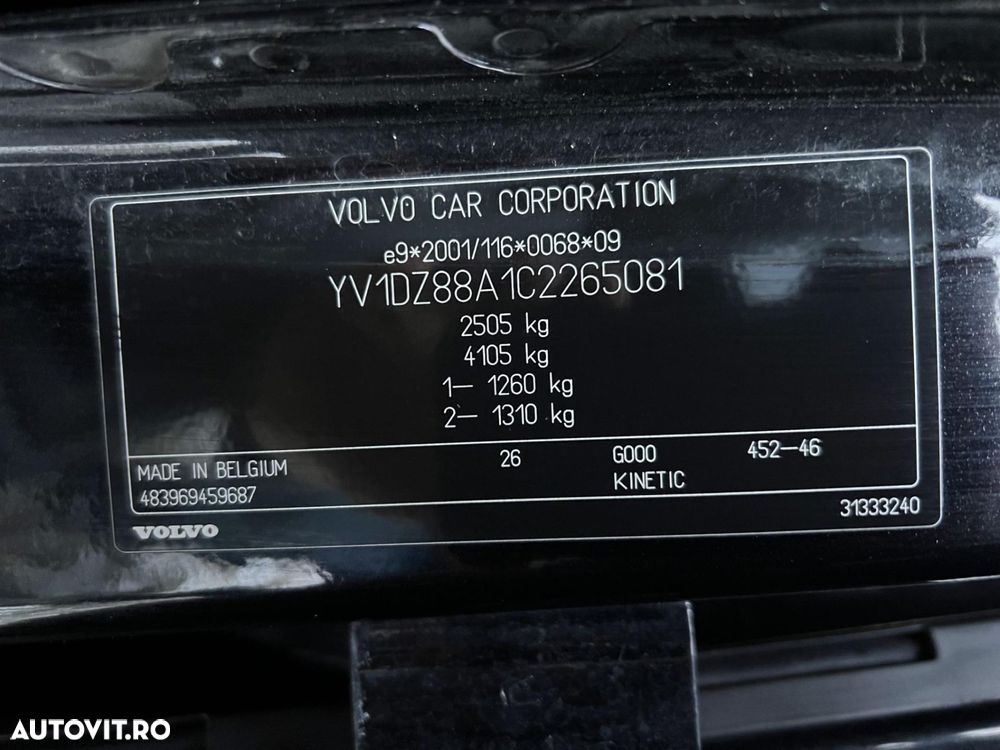 VOLVO CAR CORPORATION
e9*2001/116*0068*09
YV1DZ88A1C2265081
2505 kg
4105 kg
1— 1260 kg
2— 1310 kg
MADE IN BELGIUM 26 G000 452—46
483969459687 KINETIC
31333240
VOLVO
AUTOVIT.RO